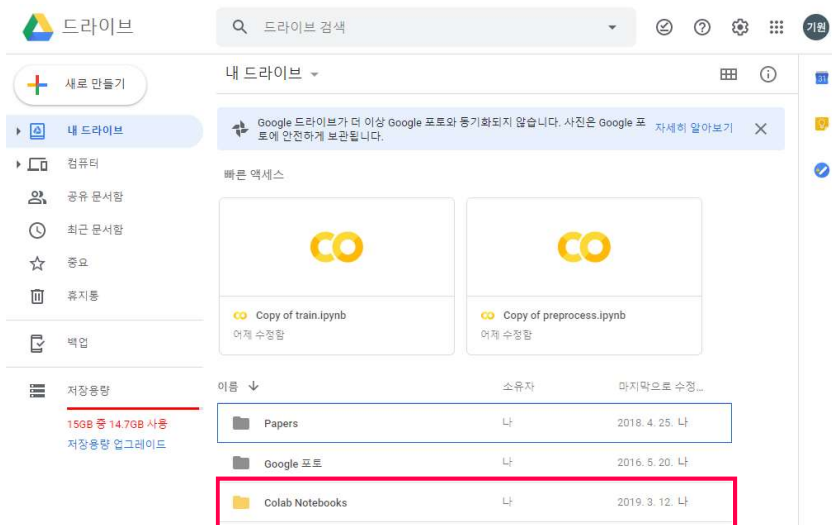 드라이브
드라이브 검색
기원
새로 만들기
내 드라이브
31
내 드라이브
컴퓨터
공유 문서함
최근 문서함
중요
휴지통
백업
저장용량
15GB 중 14.7GB 사용
저장용량 업그레이드
Google 드라이브가 더 이상 Google 포토와 동기화되지 않습니다. 사진은 Google 포
토에 안전하게 보관됩니다.
자세히 알아보기
빠른 액세스
Copy of train.ipynb
어제 수정함
Copy of preprocess.ipynb
어제 수정함
이름 소유자 마지막으로 수정...
Papers 나 2018. 4. 25. 나
Google 포토 나 2016. 5. 20. 나
Colab Notebooks 나 2019. 3. 12. 나